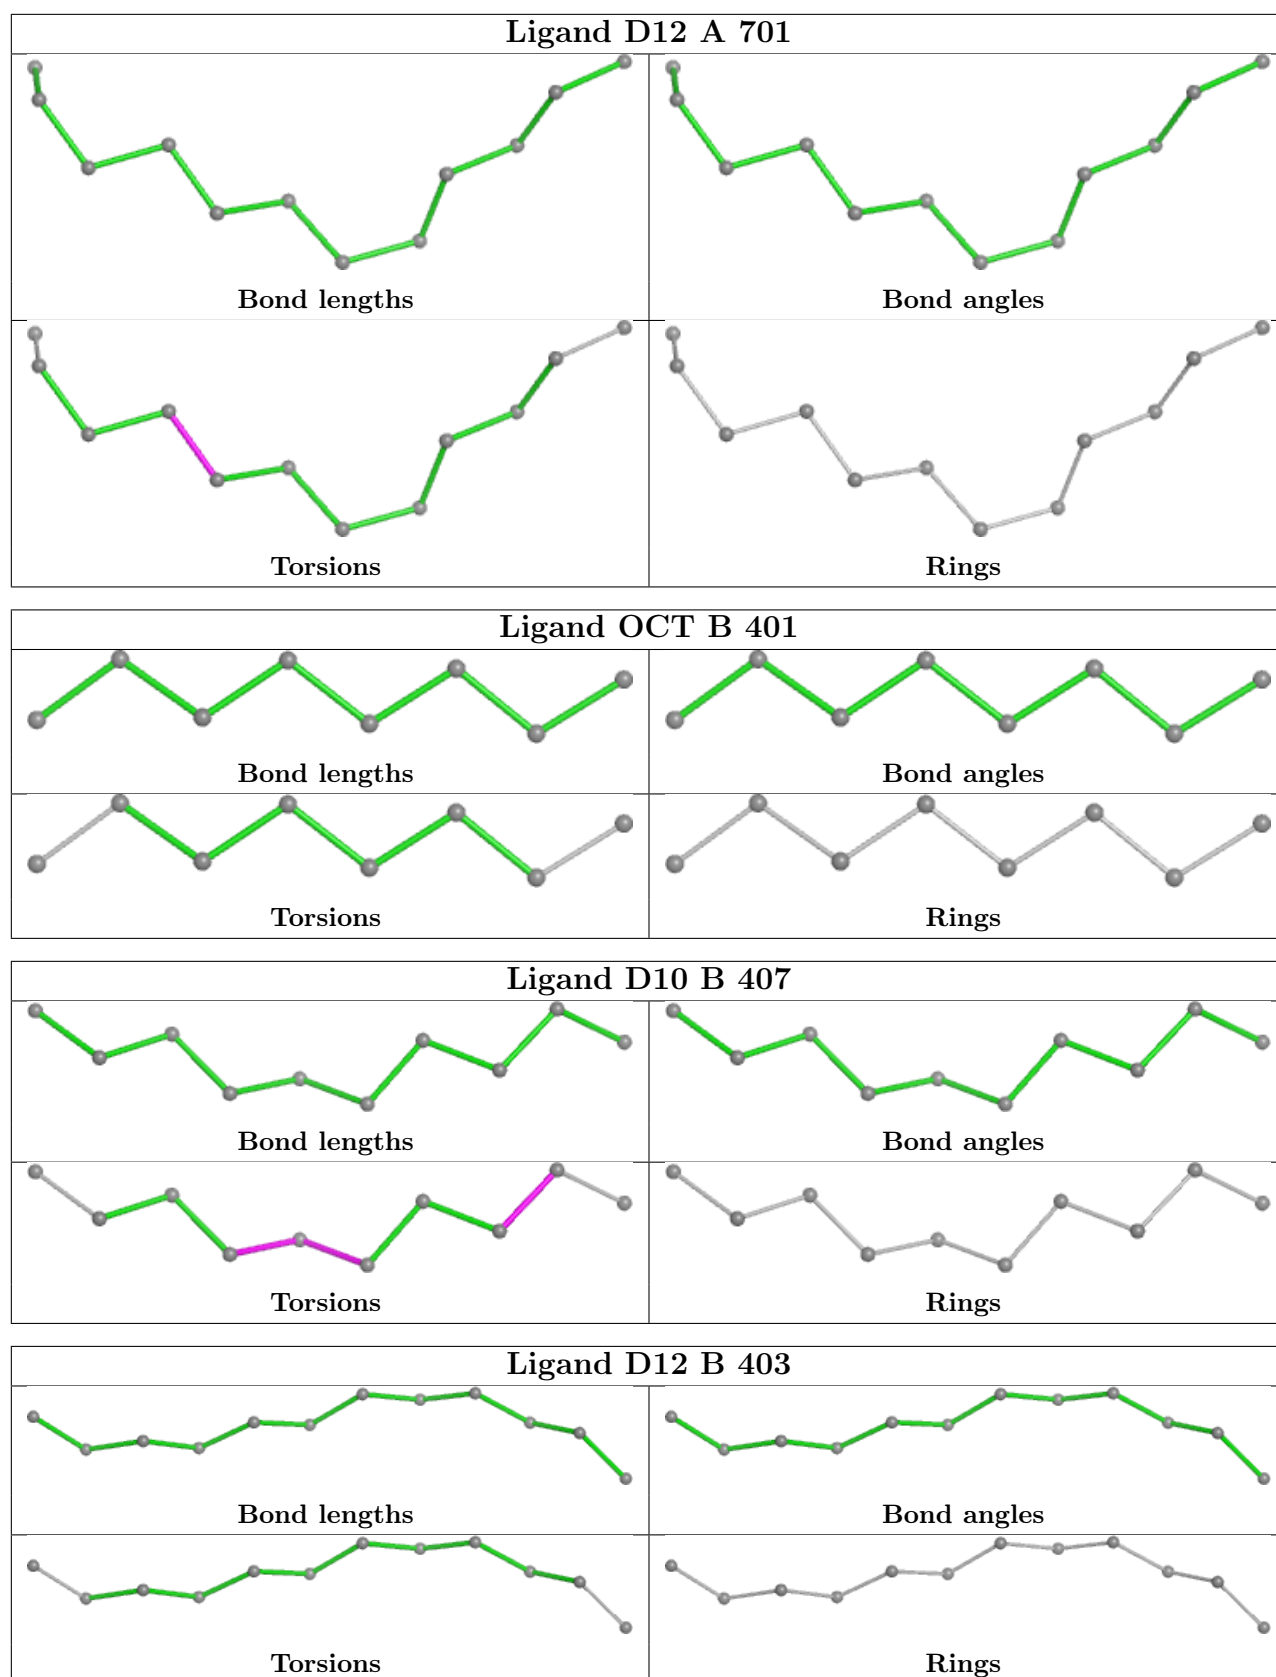 Ligand D12 A 701
Bond lengths
Bond angles
Torsions
Rings
Ligand OCT B 401
Bond lengths
Bond angles
Torsions
Rings
Ligand D10 B 407
Bond lengths
Bond angles
Torsions
Rings
Ligand D12 B 403
Bond lengths
Bond angles
Torsions
Rings